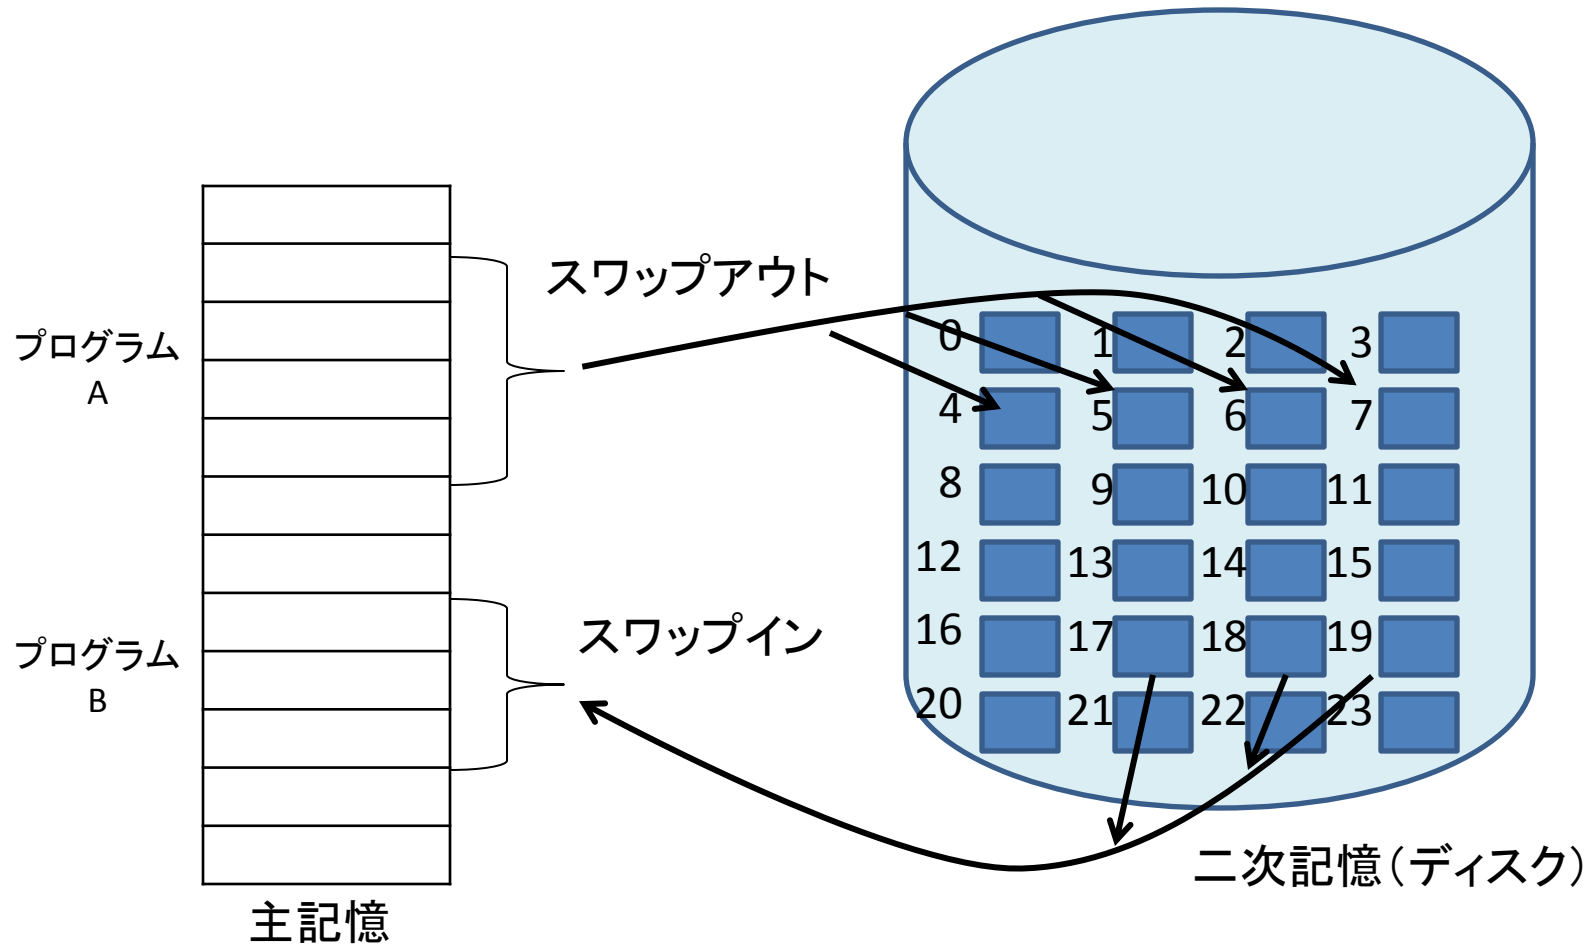 スワップアウト
プログラム
A
0 1 2 3
4 5 6 7
8 9 10 11
12 13 14 15
スワップイン
プログラム
B
16 17 18 19
20 21 22 23
二次記憶(ディスク)
主記憶